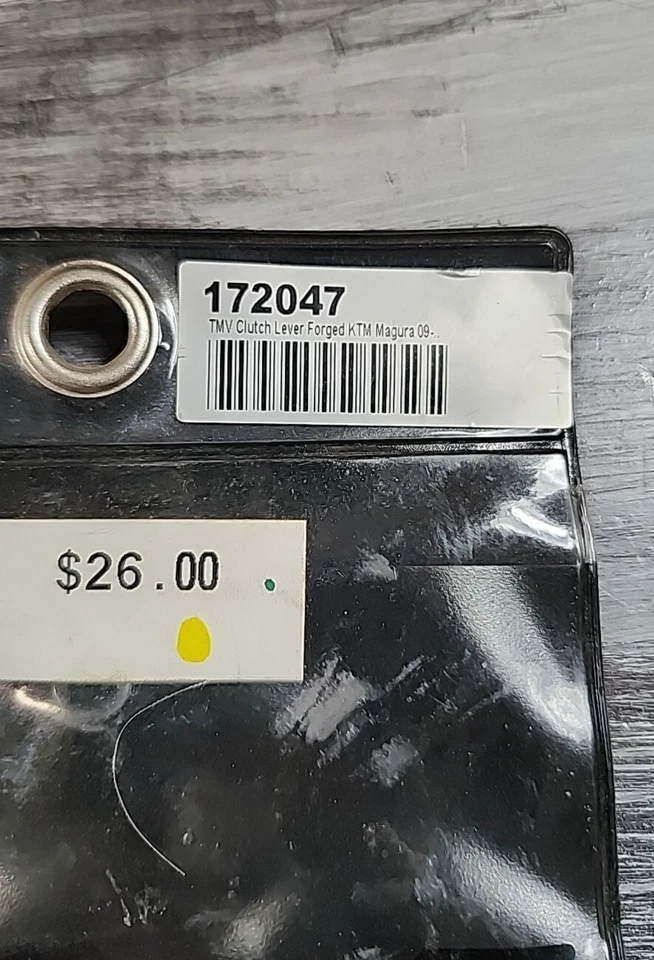 172047
TMV Clutch Lever Forged KTM Magura 09-..
$26.00